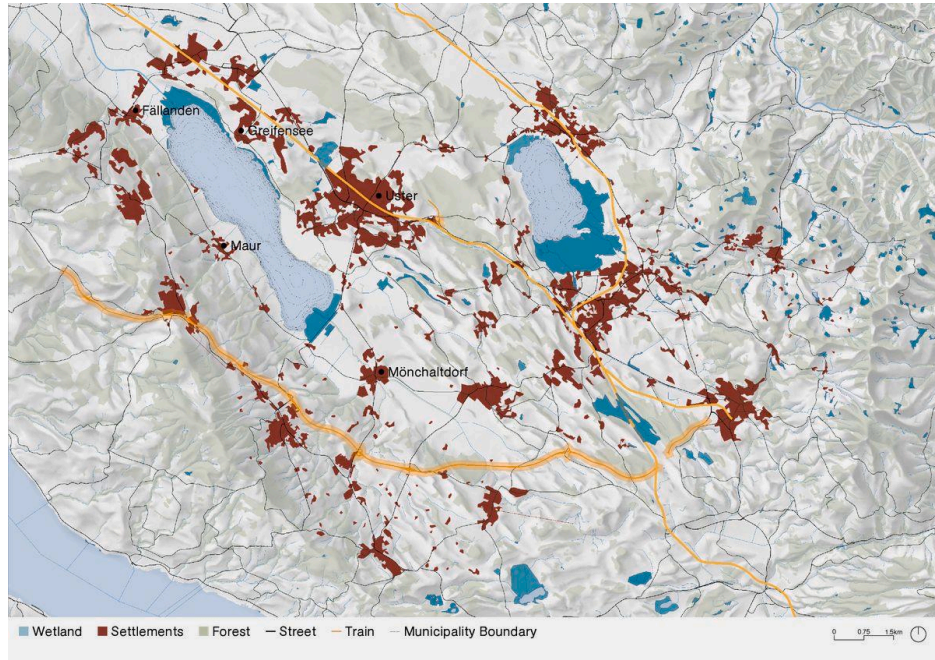 Fällanden
Greifensee
Uster
Maur
Mönchaltdorf
Wetland Settlements Forest Street Train Municipality Boundary 0 0.75 1.5km